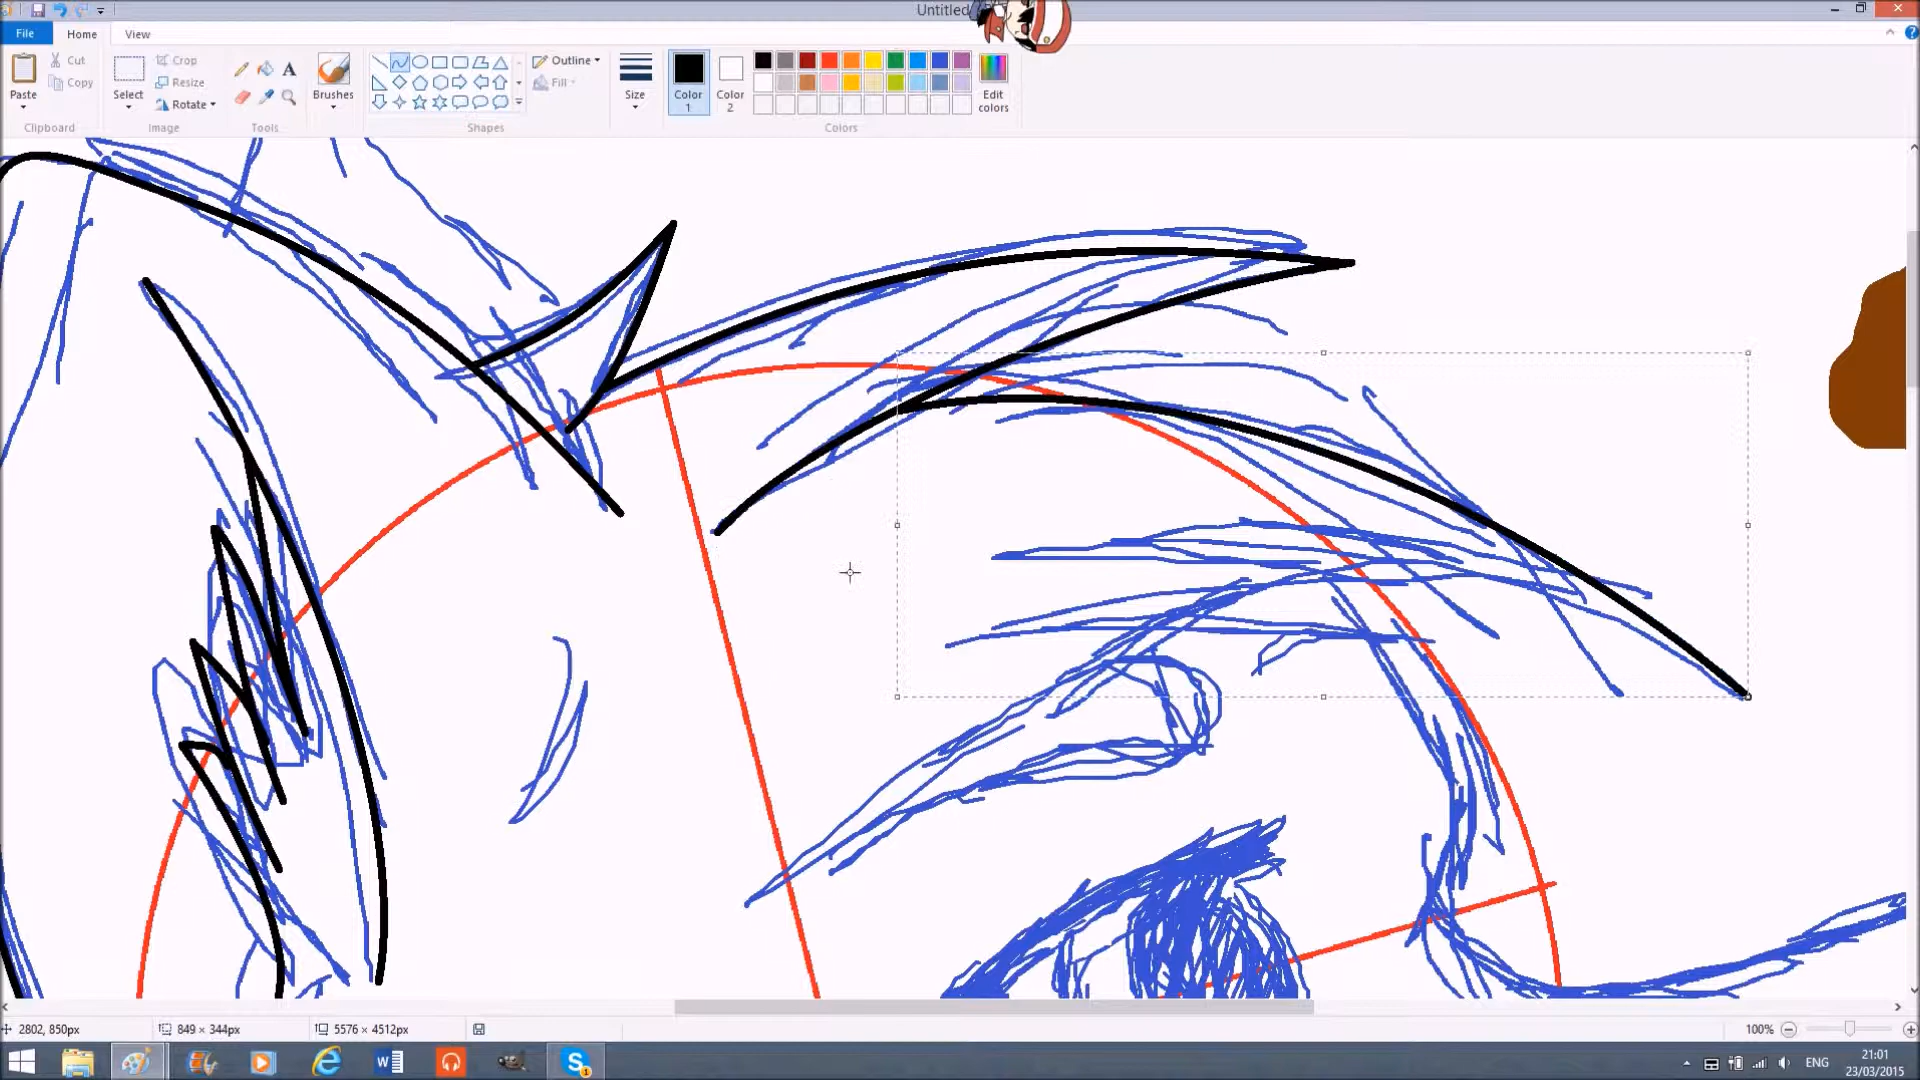 Untitled
File
Home
View
Cut
Copy
Paste
Clipboard
Crop
Resize
Rotate
Select
Image
A
Tools
Brushes
Outline
Fill
Shapes
Size
Color
1
Color
2
Edit
colors
Colors
2802, 850px
849 × 344px
5576 × 4512px
100%
ENG
21:01
23/03/2015